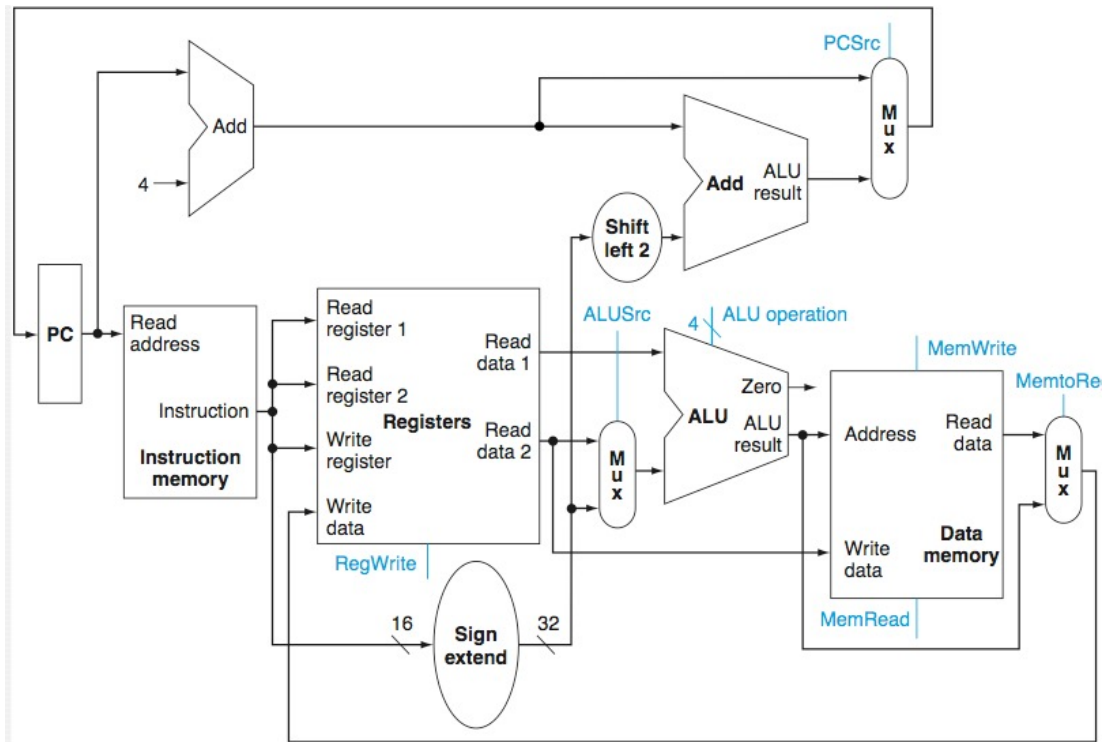 PCSrc
M
u
x
Add
4
Add
ALU
result
Shift
left 2
PC
Read
address
Instruction
Instruction
memory
Read
register 1
Read
register 2
Write
register
Write
data
Registers
Read
data 1
Read
data 2
RegWrite
16
Sign
extend
32
ALUSrc
M
u
x
4
ALU operation
Zero
ALU
ALU
result
MemWrite
Address
Read
data
Write
data
Data
memory
MemRead
MemtoRe
M
u
x